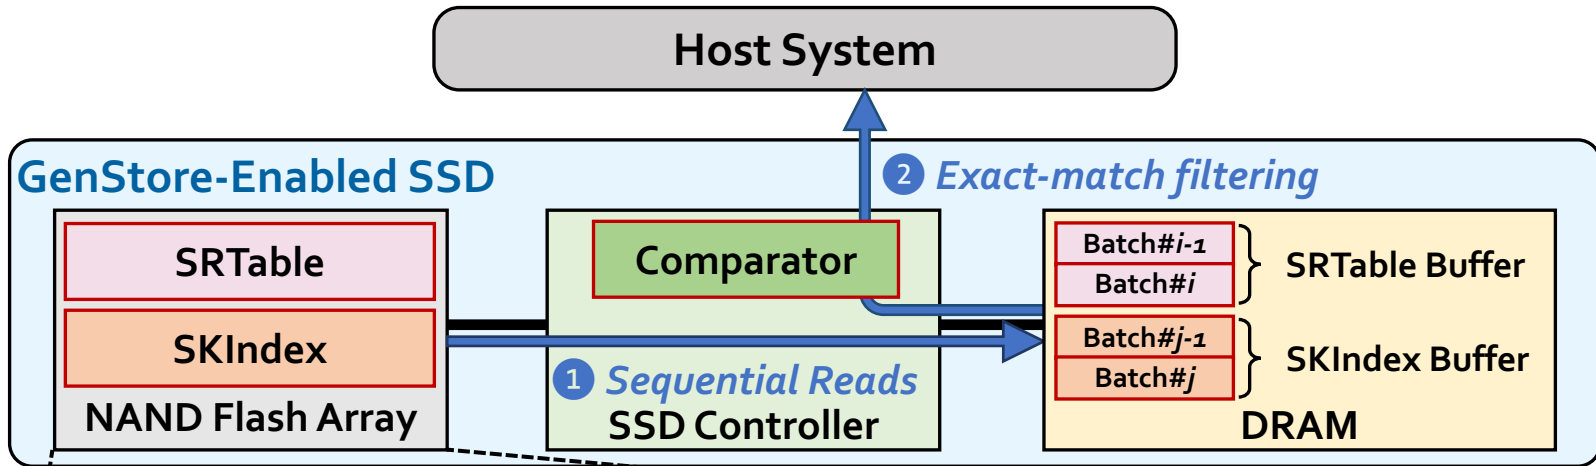 Host System
GenStore-Enabled SSD
2 Exact-match filtering
SRTable
SKIndex
NAND Flash Array
Comparator
1 Sequential Reads
SSD Controller
Batch#i-1
Batch#i
SRTable Buffer
Batch#j-1
Batch#j
SKIndex Buffer
DRAM